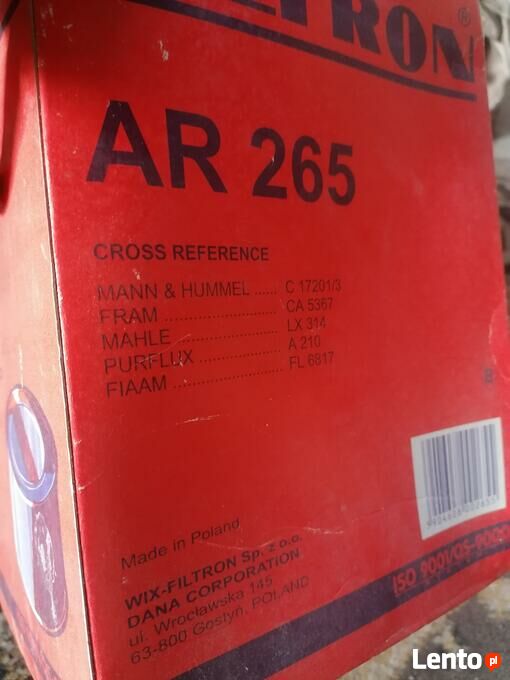 ®
AR 265
CROSS REFERENCE
MANN & HUMMEL ...... C 17201/3
FRAM ........................ CA 5367
MAHLE ...................... LX 314
PURFLUX ................. A 210
FIAAM ....................... FL 6817
Made in Poland
WIX-FILTRON Sp. z o.o.
DANA CORPORATION
ul. Wrocławska 145
63-800 Gostyń, POLAND
ISO 9001/QS-9000
Lento.pl